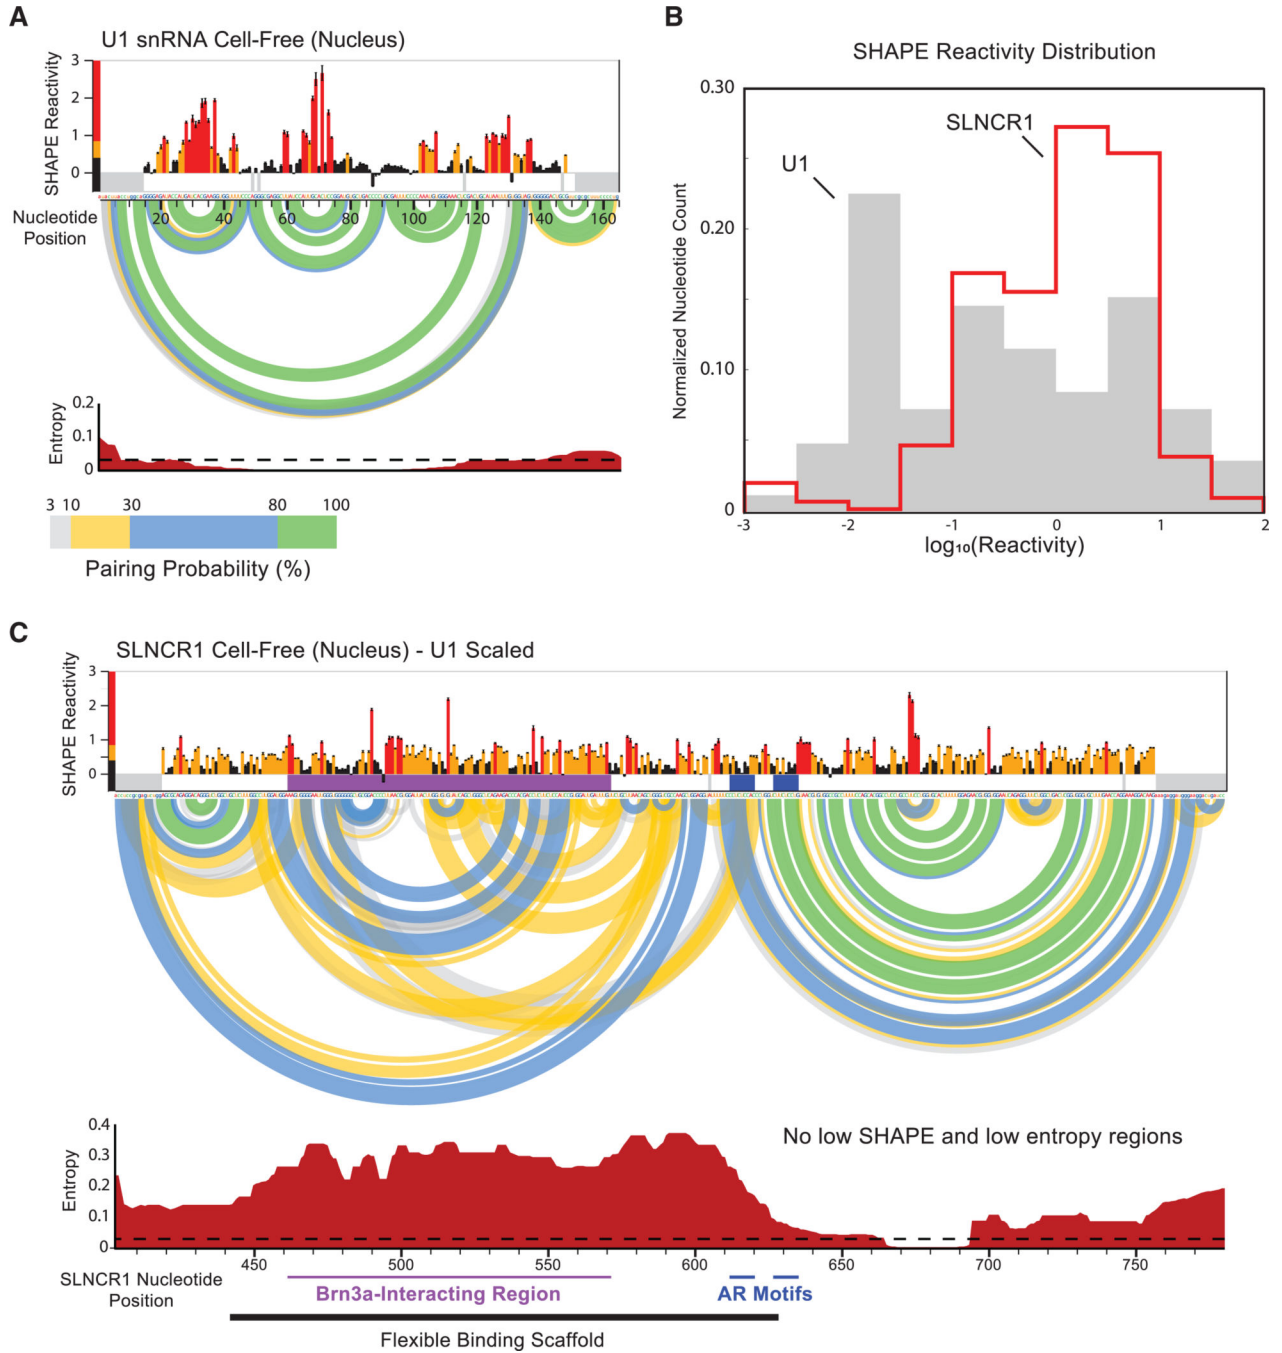 A
U1 snRNA Cell-Free (Nucleus)
SHAPE Reactivity
3
2
1
0
Nucleotide
Position
20 40 60 80 100 120 140 160
Entropy
0.2
0.1
0
3 10 30 80 100
Pairing Probability (%)
B
SHAPE Reactivity Distribution
Normalized Nucleotide Count
0.30
0.20
0.10
0
U1
SLNCR1
-3 -2 -1 0 1 2
log₁₀(Reactivity)
C
SLNCR1 Cell-Free (Nucleus) - U1 Scaled
SHAPE Reactivity
3
2
1
0
Entropy
0.4
0.3
0.2
0.1
0
No low SHAPE and low entropy regions
450 500 550 600 650 700 750
SLNCR1 Nucleotide
Position
Brn3a-Interacting Region
AR Motifs
Flexible Binding Scaffold